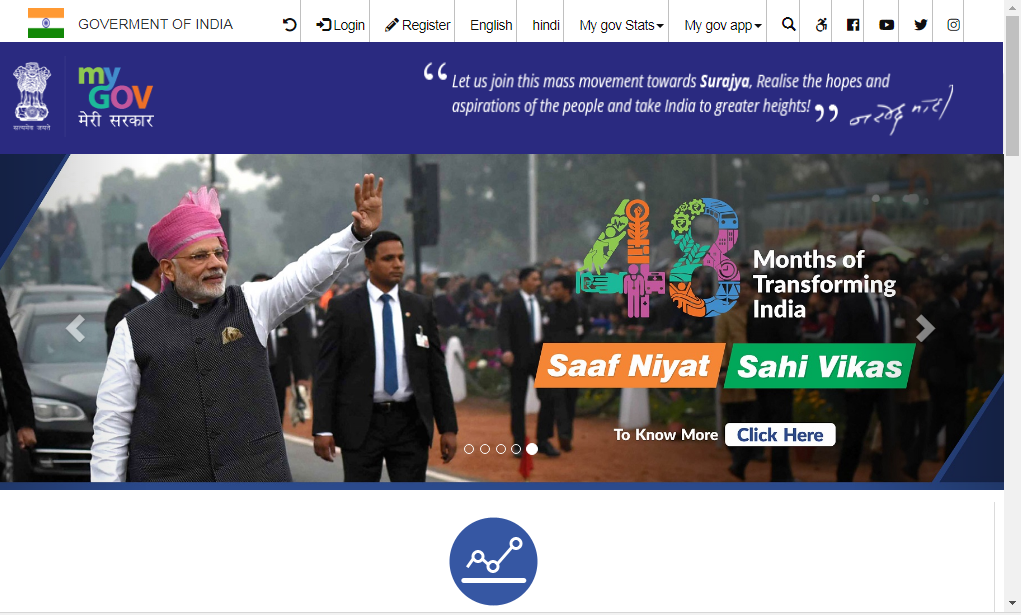 GOVERMENT OF INDIA
Login
Register
English
hindi
My gov Stats
My gov app
सत्यमेव जयते
my
GOV
मेरी सरकार
“ Let us join this mass movement towards Surajya, Realise the hopes and
aspirations of the people and take India to greater heights! ”
नरेन्द्र मोदी
48
Months of
Transforming
India
Saaf Niyat
Sahi Vikas
To Know More Click Here